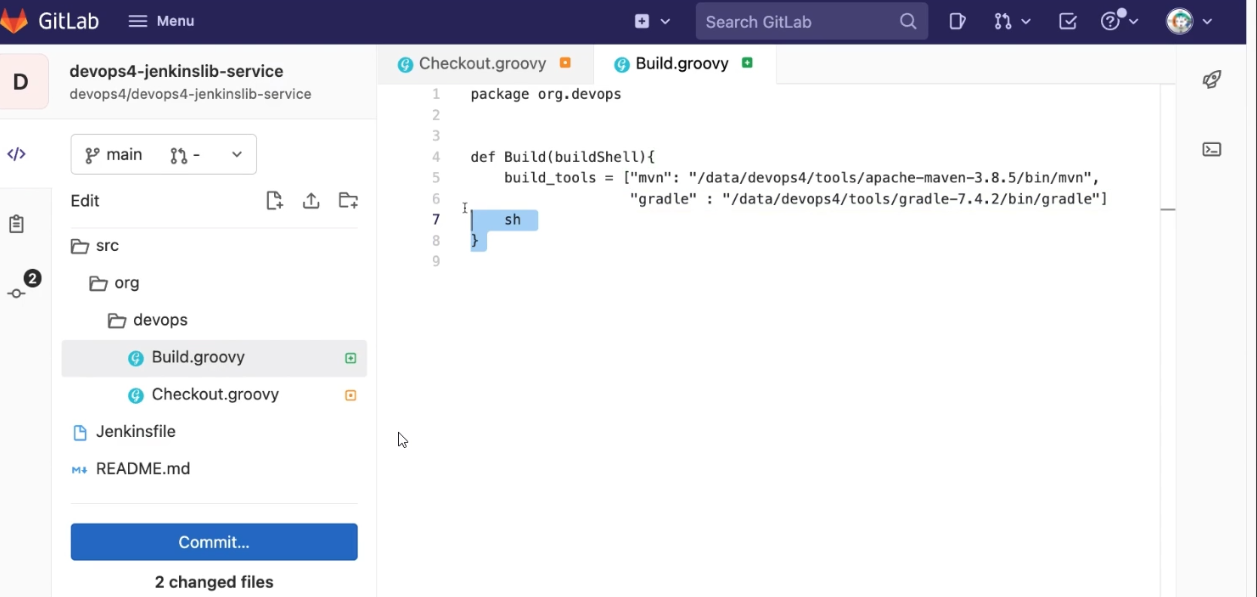 GitLab
Menu
Search GitLab
D
devops4-jenkinslib-service
devops4/devops4-jenkinslib-service
main
-
Edit
src
org
devops
Build.groovy
Checkout.groovy
Jenkinsfile
M↓ README.md
Commit...
2 changed files
2
Checkout.groovy
Build.groovy
1 package org.devops
2
3
4 def Build(buildShell){
5     build_tools = ["mvn": "/data/devops4/tools/apache-maven-3.8.5/bin/mvn",
6                    "gradle" : "/data/devops4/tools/gradle-7.4.2/bin/gradle"]
7     sh
8 }
9